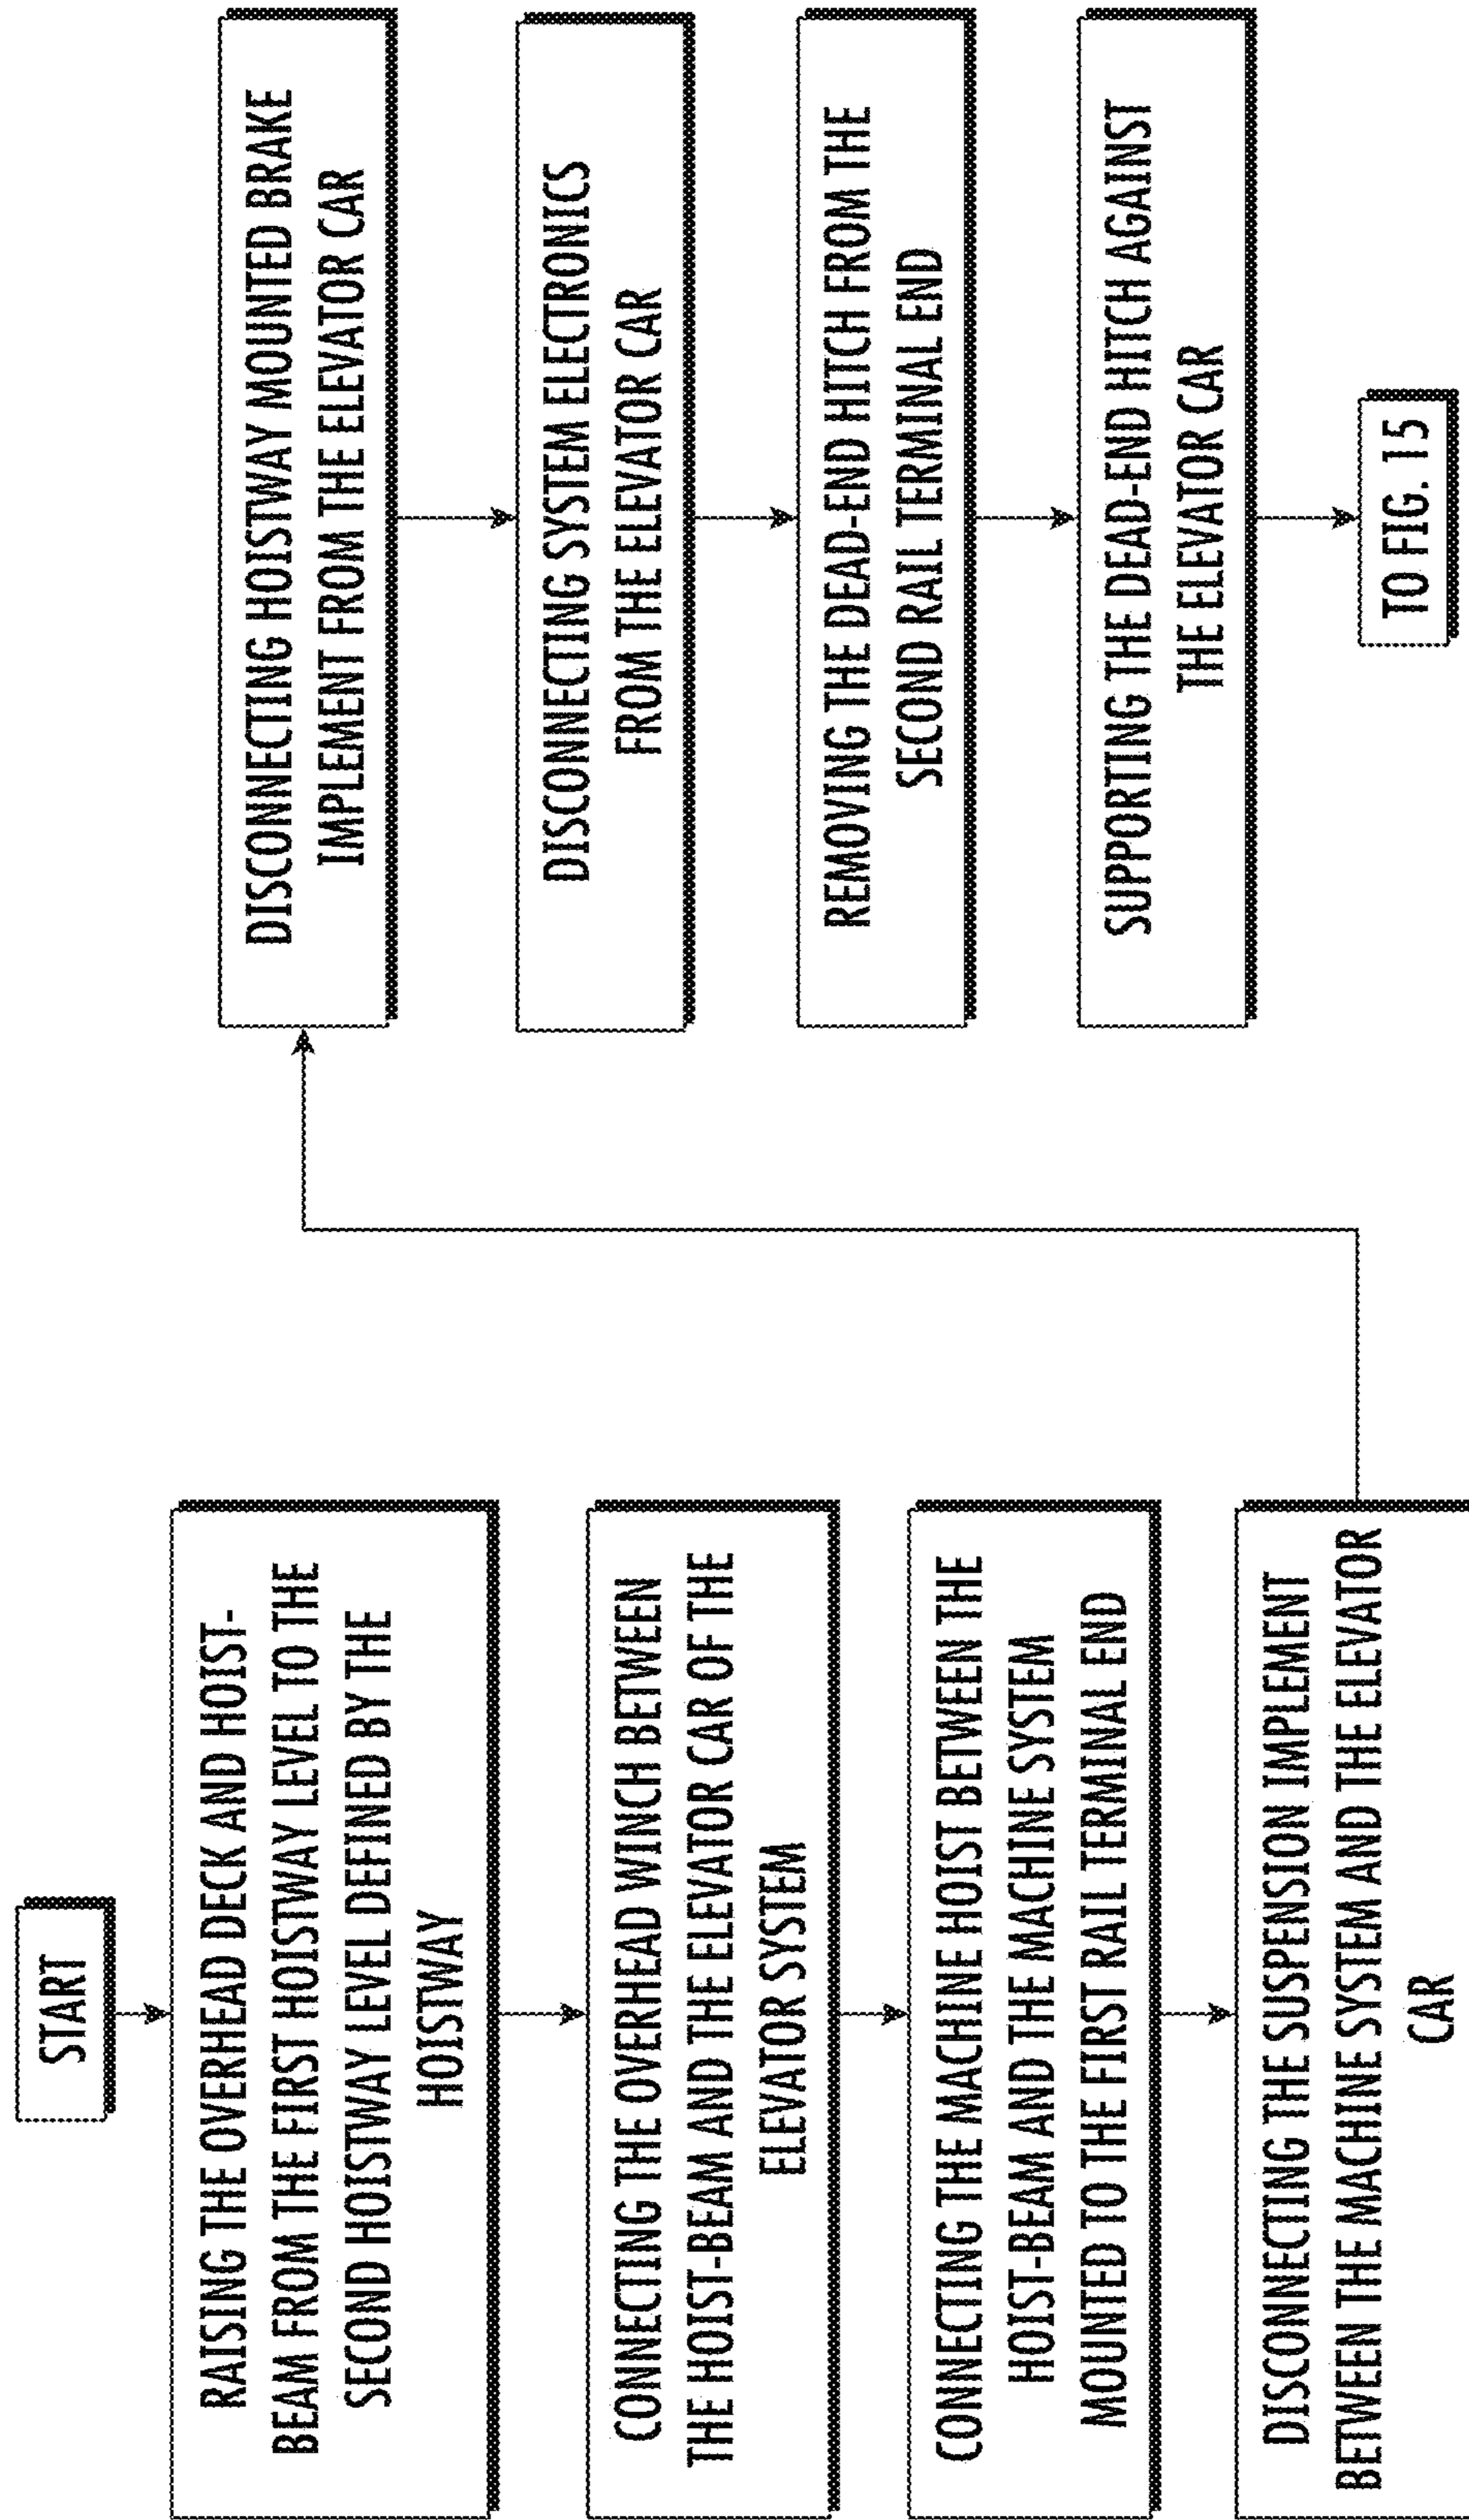 START
RAISING THE OVERHEAD DECK AND HOIST-
BEAM FROM THE FIRST HOISTWAY LEVEL TO THE
SECOND HOISTWAY LEVEL DEFINED BY THE
HOISTWAY
CONNECTING THE OVERHEAD WINCH BETWEEN
THE HOIST-BEAM AND THE ELEVATOR CAR OF THE
ELEVATOR SYSTEM
CONNECTING THE MACHINE HOIST BETWEEN THE
HOIST-BEAM AND THE MACHINE SYSTEM
MOUNTED TO THE FIRST RAIL TERMINAL END
DISCONNECTING THE SUSPENSION IMPLEMENT
BETWEEN THE MACHINE SYSTEM AND THE ELEVATOR
CAR
DISCONNECTING HOISTWAY MOUNTED BRAKE
IMPLEMENT FROM THE ELEVATOR CAR
DISCONNECTING SYSTEM ELECTRONICS
FROM THE ELEVATOR CAR
REMOVING THE DEAD-END HITCH FROM THE
SECOND RAIL TERMINAL END
SUPPORTING THE DEAD-END HITCH AGAINST
THE ELEVATOR CAR
TO FIG. 15